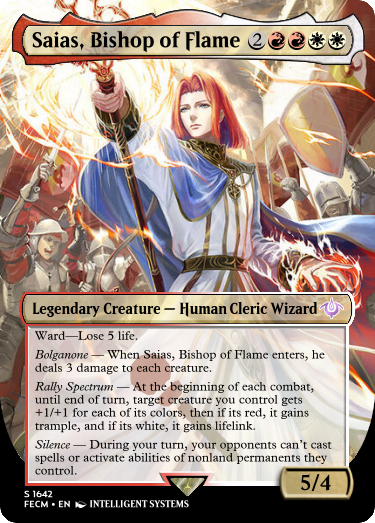 Saias, Bishop of Flame 2
Legendary Creature — Human Cleric Wizard
Ward—Lose 5 life.
Bolganone — When Saias, Bishop of Flame enters, he
deals 3 damage to each creature.
Rally Spectrum — At the beginning of each combat,
until end of turn, target creature you control gets
+1/+1 for each of its colors, then if its red, it gains
trample, and if its white, it gains lifelink.
Silence — During your turn, your opponents can't cast
spells or activate abilities of nonland permanents they
control.
5/4
S 1642
FECM • EN INTELLIGENT SYSTEMS